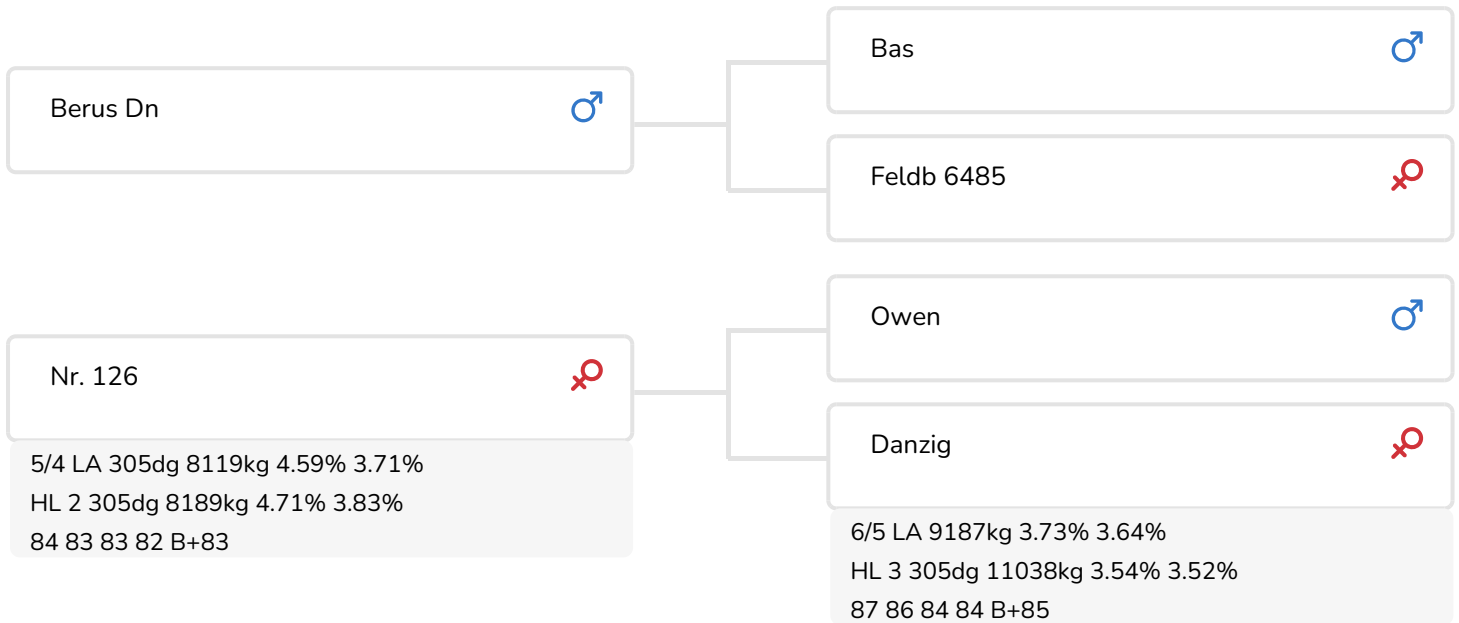 Bas
Berus Dn
Feldb 6485
Owen
Nr. 126
5/4 LA 305dg 8119kg 4.59% 3.71%
HL 2 305dg 8189kg 4.71% 3.83%
84 83 83 82 B+83
Danzig
6/5 LA 9187kg 3.73% 3.64%
HL 3 305dg 11038kg 3.54% 3.52%
87 86 84 84 B+85